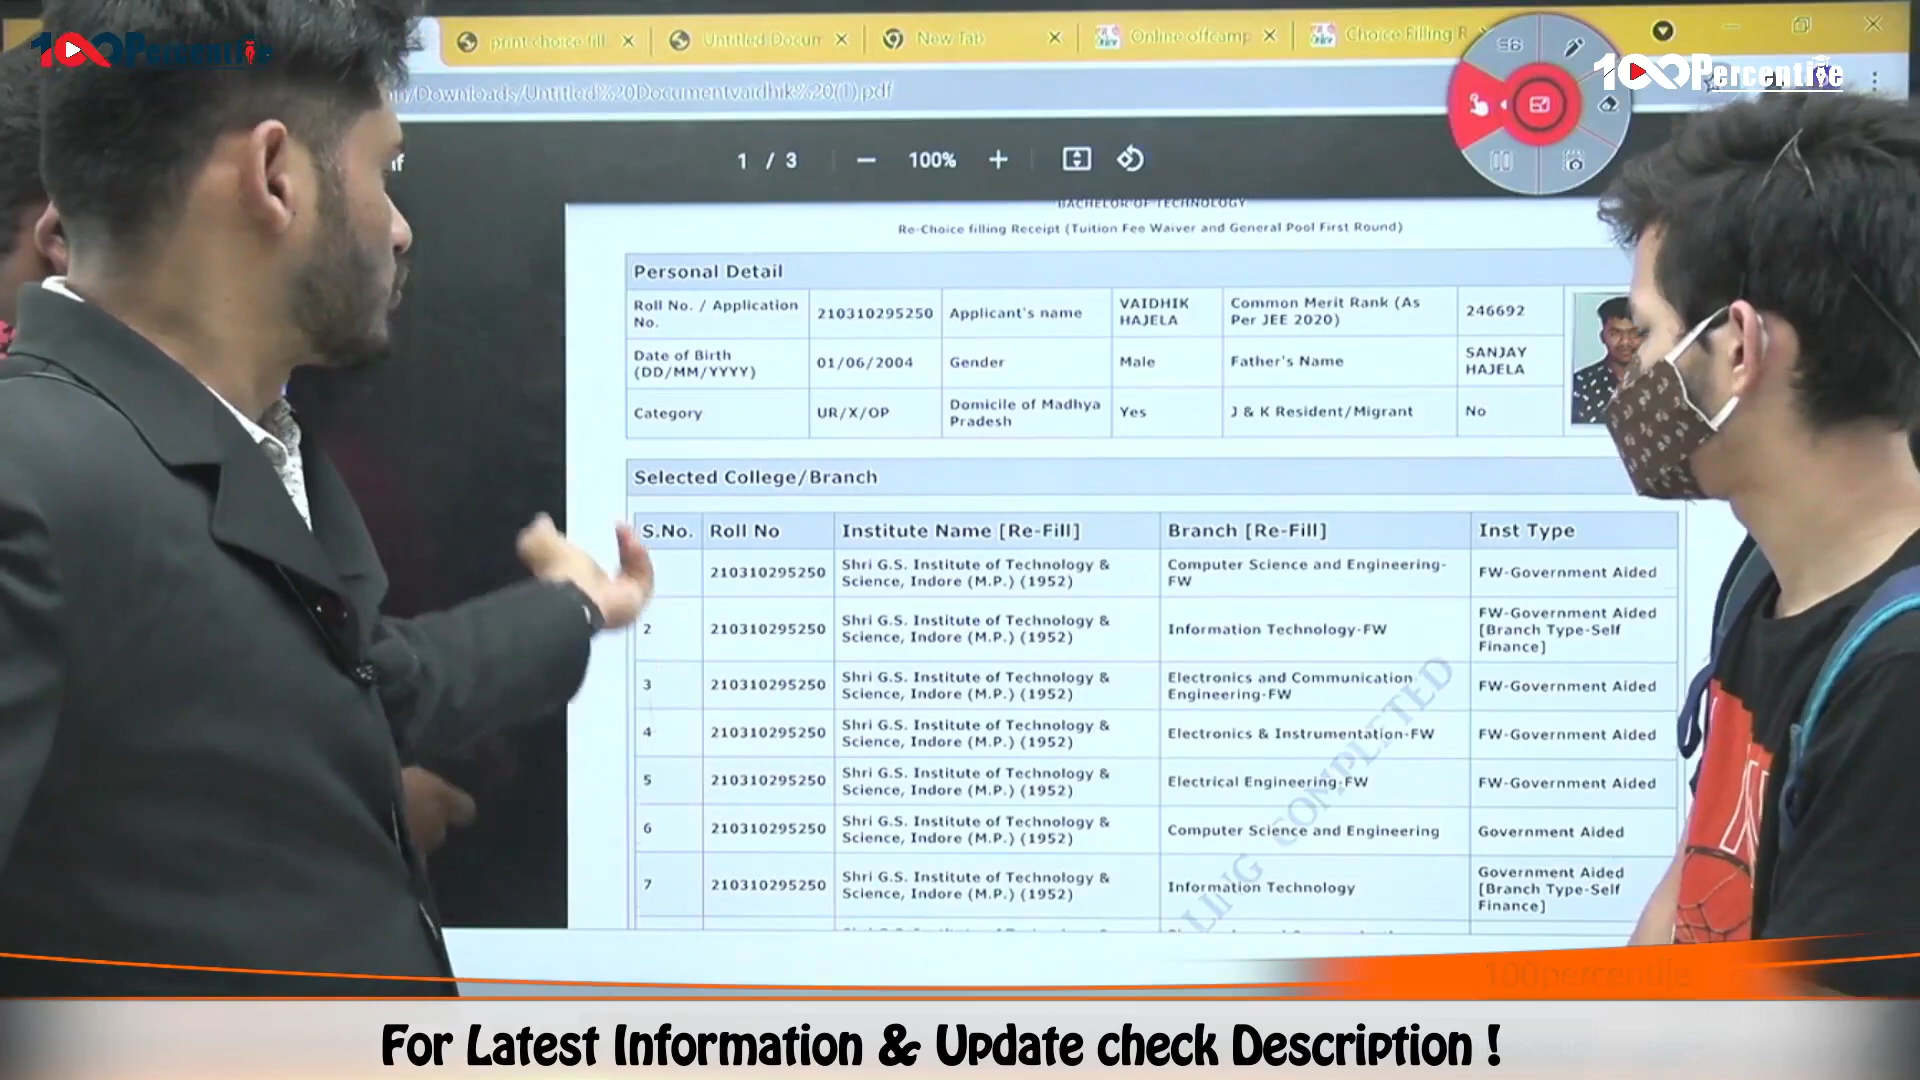 100Percentile
print choice fill
Untitled Docum
New Tab
Online offcamp
Choice Filling R
SB
100Percentile
/Downloads/Untitled%20Documentvaidhik%20(1).pdf
1 / 3
100%
BACHELOR OF TECHNOLOGY
Re-Choice filling Receipt (Tuition Fee Waiver and General Pool First Round)
Personal Detail
Roll No. / Application No. 210310295250 Applicant's name VAIDHIK HAJELA Common Merit Rank (As Per JEE 2020) 246692
Date of Birth (DD/MM/YYYY) 01/06/2004 Gender Male Father's Name SANJAY HAJELA
Category UR/X/OP Domicile of Madhya Pradesh Yes J & K Resident/Migrant No
Selected College/Branch
S.No. Roll No Institute Name [Re-Fill] Branch [Re-Fill] Inst Type
210310295250 Shri G.S. Institute of Technology & Science, Indore (M.P.) (1952) Computer Science and Engineering-FW FW-Government Aided
2 210310295250 Shri G.S. Institute of Technology & Science, Indore (M.P.) (1952) Information Technology-FW FW-Government Aided [Branch Type-Self Finance]
3 210310295250 Shri G.S. Institute of Technology & Science, Indore (M.P.) (1952) Electronics and Communication Engineering-FW FW-Government Aided
4 210310295250 Shri G.S. Institute of Technology & Science, Indore (M.P.) (1952) Electronics & Instrumentation-FW FW-Government Aided
5 210310295250 Shri G.S. Institute of Technology & Science, Indore (M.P.) (1952) Electrical Engineering-FW FW-Government Aided
6 210310295250 Shri G.S. Institute of Technology & Science, Indore (M.P.) (1952) Computer Science and Engineering Government Aided
7 210310295250 Shri G.S. Institute of Technology & Science, Indore (M.P.) (1952) Information Technology Government Aided [Branch Type-Self Finance]
LING COMPLETED
100percentile
For Latest Information & Update check Description !